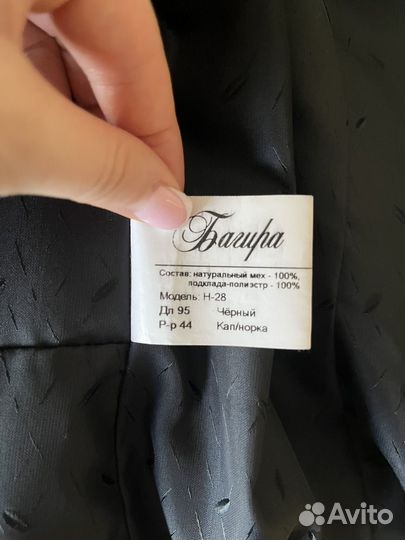 Багира
Состав: натуральный мех - 100%,
подклада-полиэстр - 100%
Модель: Н-28
Дл 95 Чёрный
Р-р 44 Кап/норка
Avito